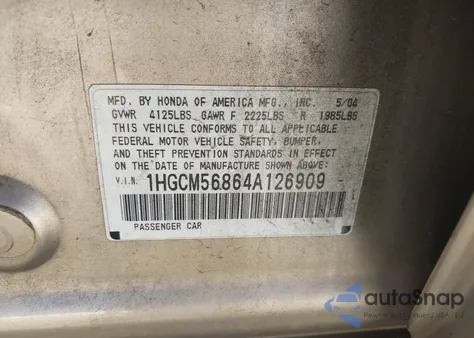 MFD. BY HONDA OF AMERICA MFG., INC. 5/04
GVWR 4125LBS GAWR F 2225LBS R 1985LBS
THIS VEHICLE CONFORMS TO ALL APPLICABLE
FEDERAL MOTOR VEHICLE SAFETY, BUMPER,
AND THEFT PREVENTION STANDARDS IN EFFECT
ON THE DATE OF MANUFACTURE SHOWN ABOVE.
V.I.N. 1HGCM56864A126909
PASSENGER CAR
autoSnap